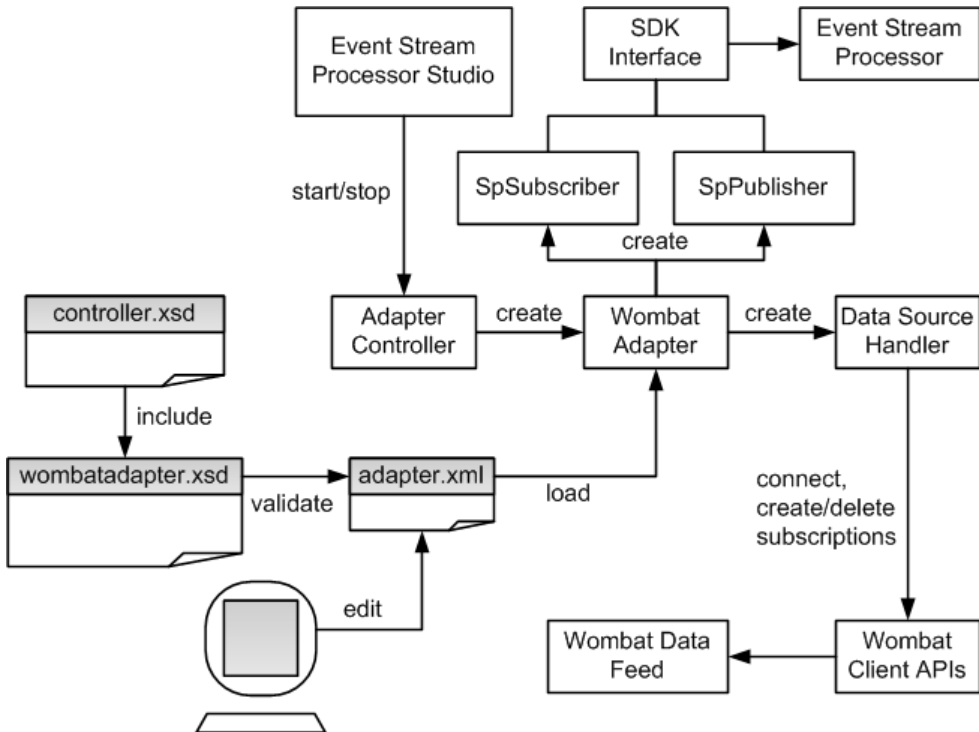 Event Stream
Processor Studio
SDK
Interface
Event Stream
Processor
start/stop
SpSubscriber
SpPublisher
create
controller.xsd
Adapter
Controller
create
Wombat
Adapter
create
Data Source
Handler
include
wombatadapter.xsd
validate
adapter.xml
load
connect,
create/delete
subscriptions
edit
Wombat Data
Feed
Wombat
Client APIs